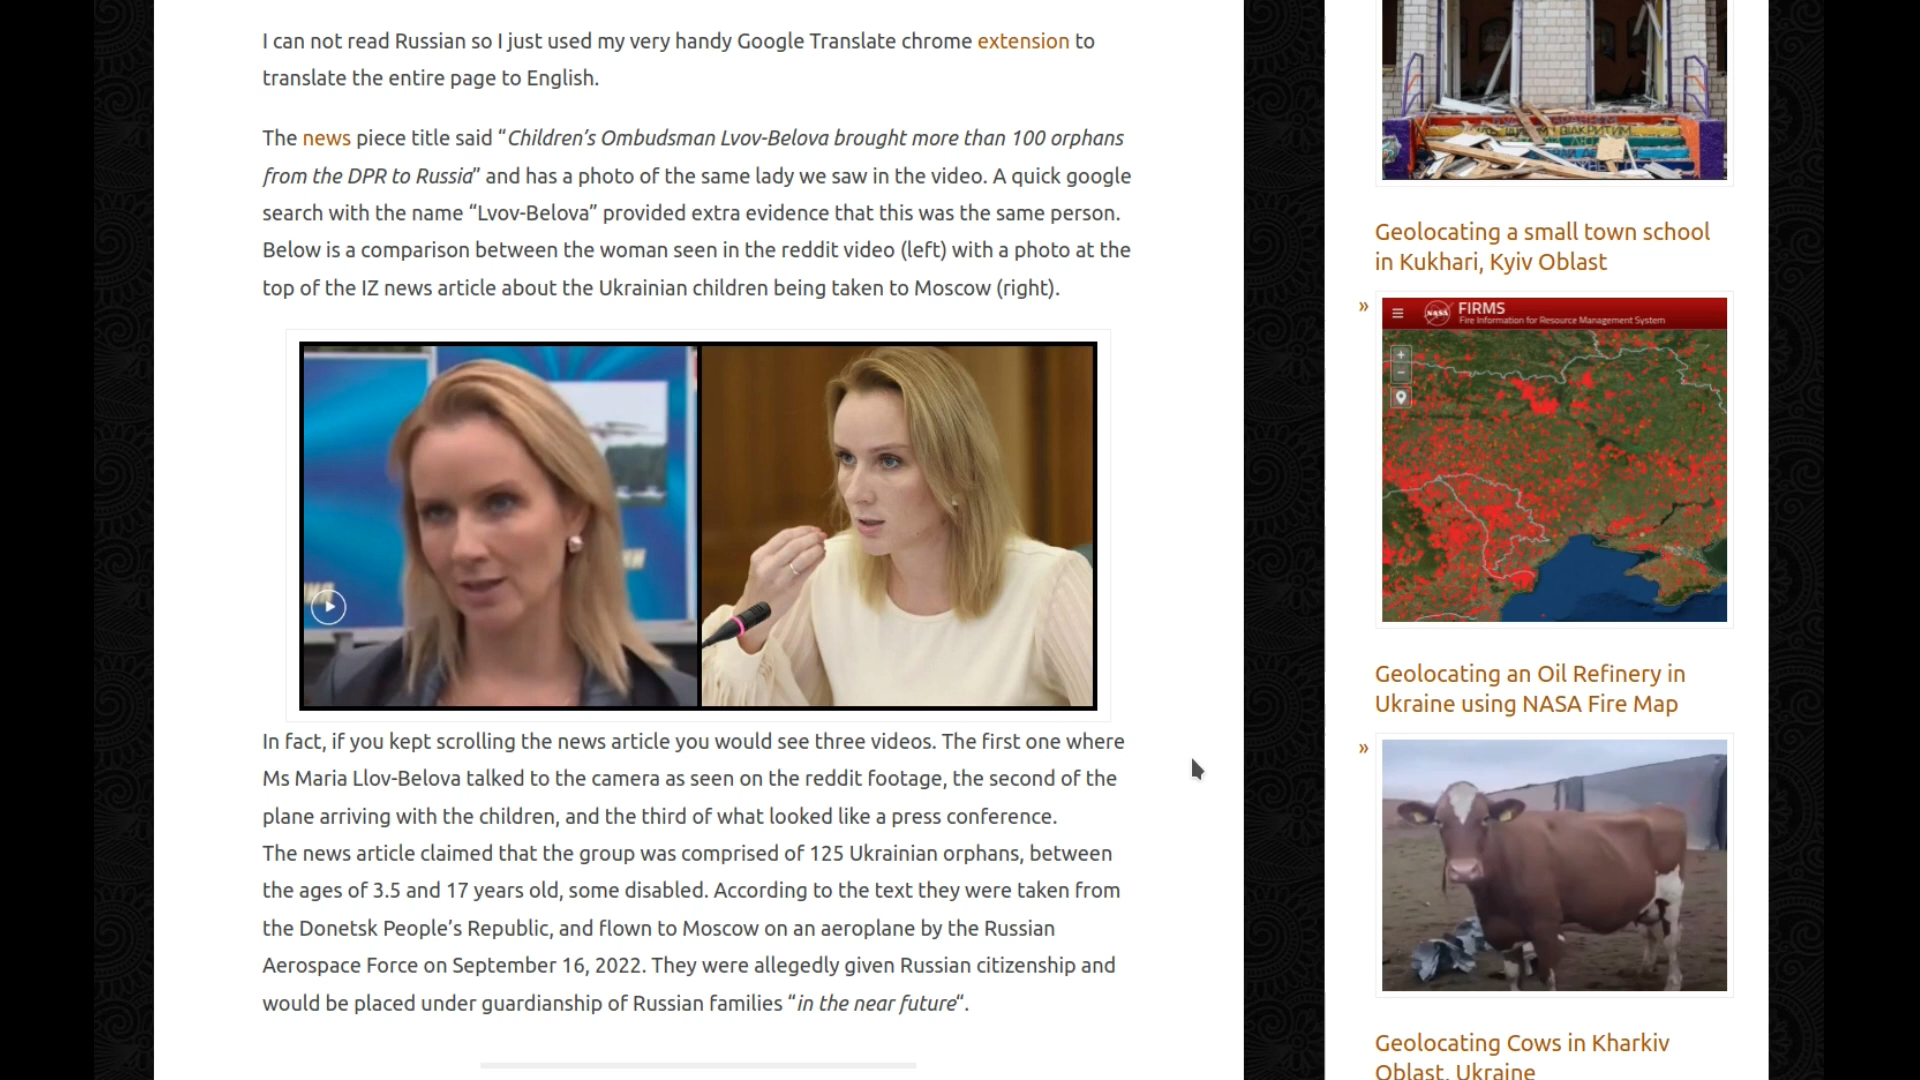 I can not read Russian so I just used my very handy Google Translate chrome extension to
translate the entire page to English.
The news piece title said “Children’s Ombudsman Lvov-Belova brought more than 100 orphans
from the DPR to Russia” and has a photo of the same lady we saw in the video. A quick google
search with the name “Lvov-Belova” provided extra evidence that this was the same person.
Below is a comparison between the woman seen in the reddit video (left) with a photo at the
top of the IZ news article about the Ukrainian children being taken to Moscow (right).
In fact, if you kept scrolling the news article you would see three videos. The first one where
Ms Maria Llov-Belova talked to the camera as seen on the reddit footage, the second of the
plane arriving with the children, and the third of what looked like a press conference.
The news article claimed that the group was comprised of 125 Ukrainian orphans, between
the ages of 3.5 and 17 years old, some disabled. According to the text they were taken from
the Donetsk People’s Republic, and flown to Moscow on an aeroplane by the Russian
Aerospace Force on September 16, 2022. They were allegedly given Russian citizenship and
would be placed under guardianship of Russian families “in the near future“.
Geolocating a small town school
in Kukhari, Kyiv Oblast
»
NASA
FIRMS
Fire Information for Resource Management System
Geolocating an Oil Refinery in
Ukraine using NASA Fire Map
»
Geolocating Cows in Kharkiv
Oblast, Ukraine